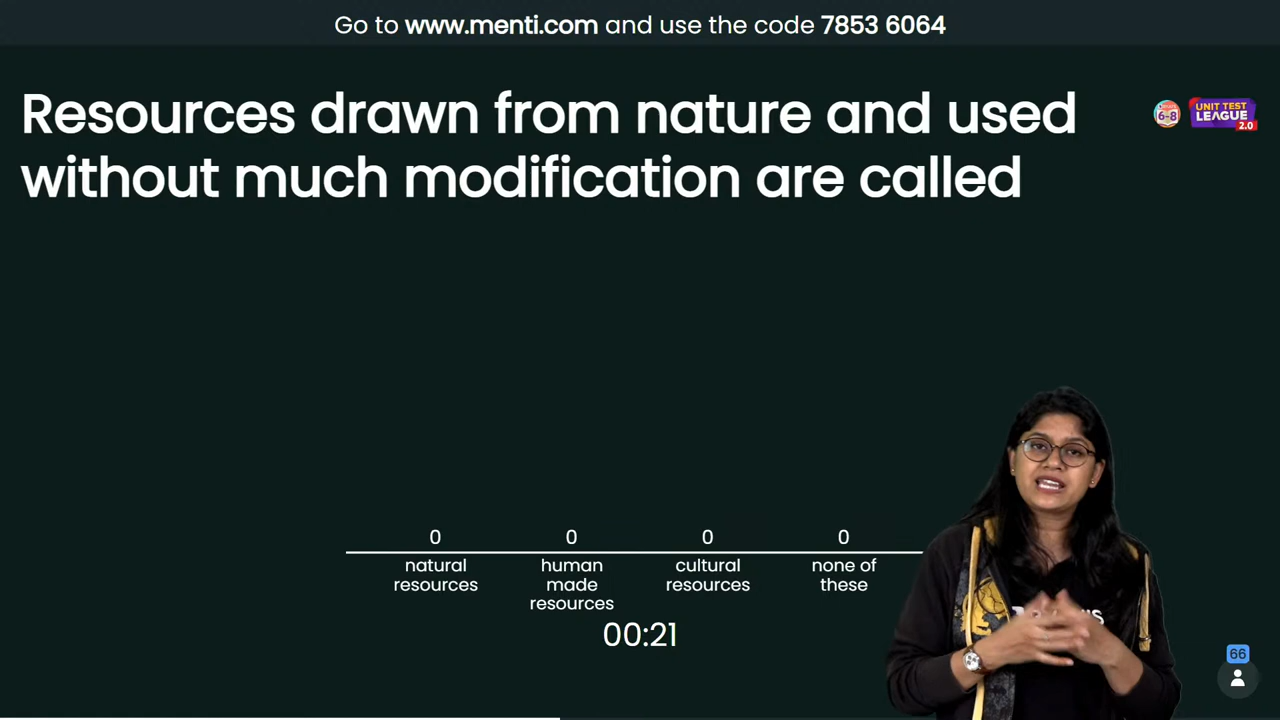 Go to www.menti.com and use the code 7853 6064
Resources drawn from nature and used
without much modification are called
6-8
UNIT TEST
LEAGUE
2.0
0
0
0
0
natural
resources
human
made
resources
cultural
resources
none of
these
00:21
66